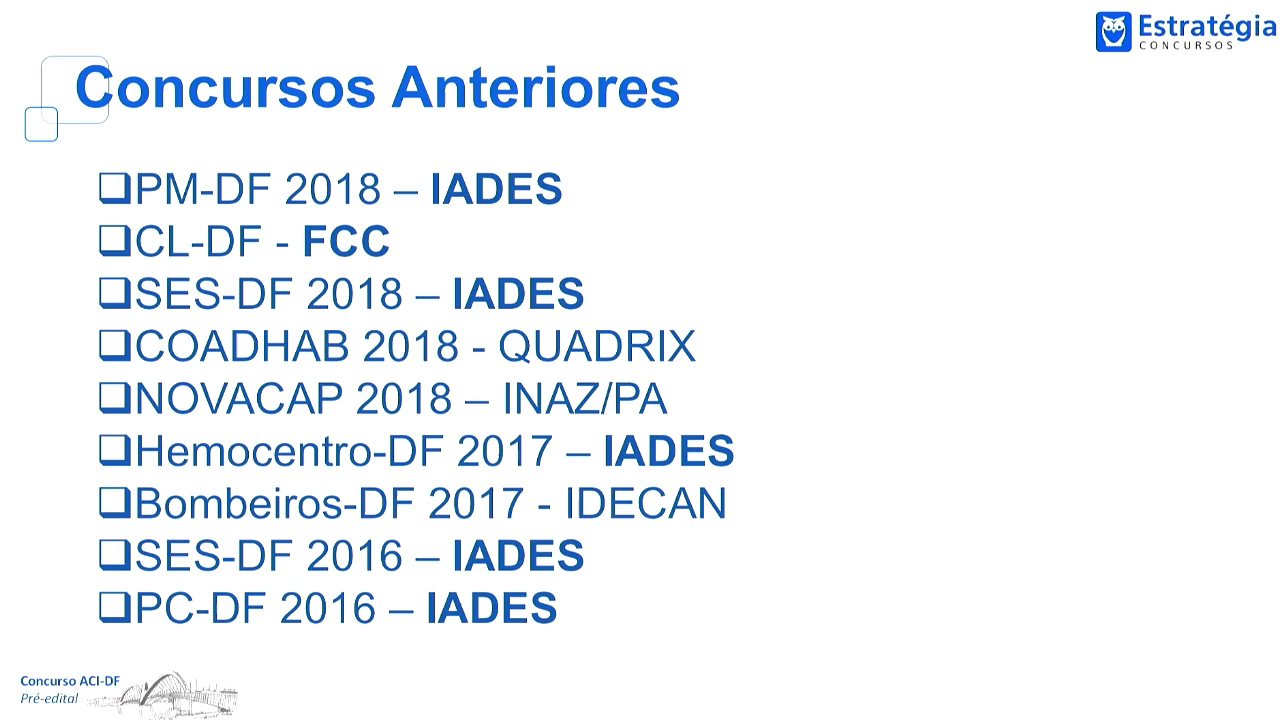 Estratégia
CONCURSOS
Concursos Anteriores
❑PM-DF 2018 – IADES
❑CL-DF - FCC
❑SES-DF 2018 – IADES
❑COADHAB 2018 - QUADRIX
❑NOVACAP 2018 – INAZ/PA
❑Hemocentro-DF 2017 – IADES
❑Bombeiros-DF 2017 - IDECAN
❑SES-DF 2016 – IADES
❑PC-DF 2016 – IADES
Concurso ACI-DF
Pré-edital